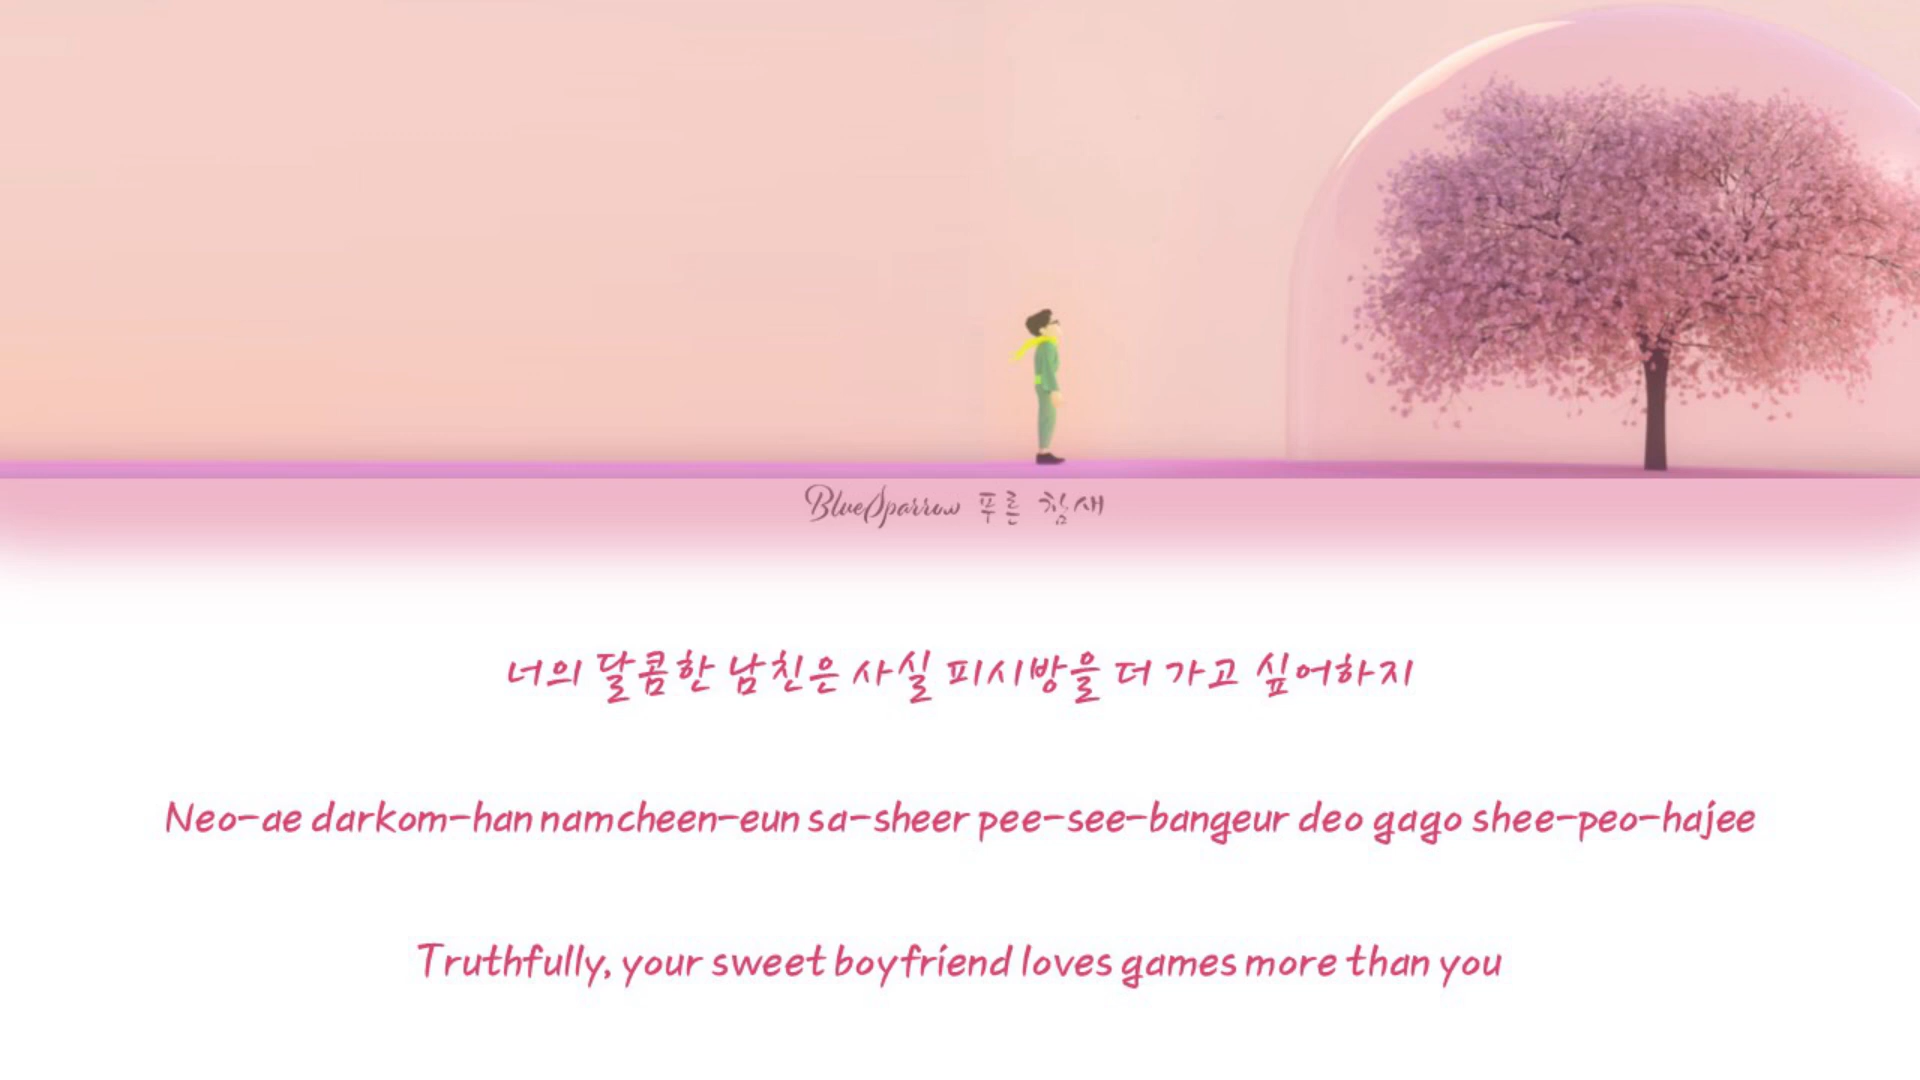 BlueSparrow 푸른 참새
너의 달콤한 남친은 사실 피시방을 더 가고 싶어하지
Neo-ae darkom-han namcheen-eun sa-sheer pee-see-bangeur deo gago shee-peo-hajee
Truthfully, your sweet boyfriend loves games more than you